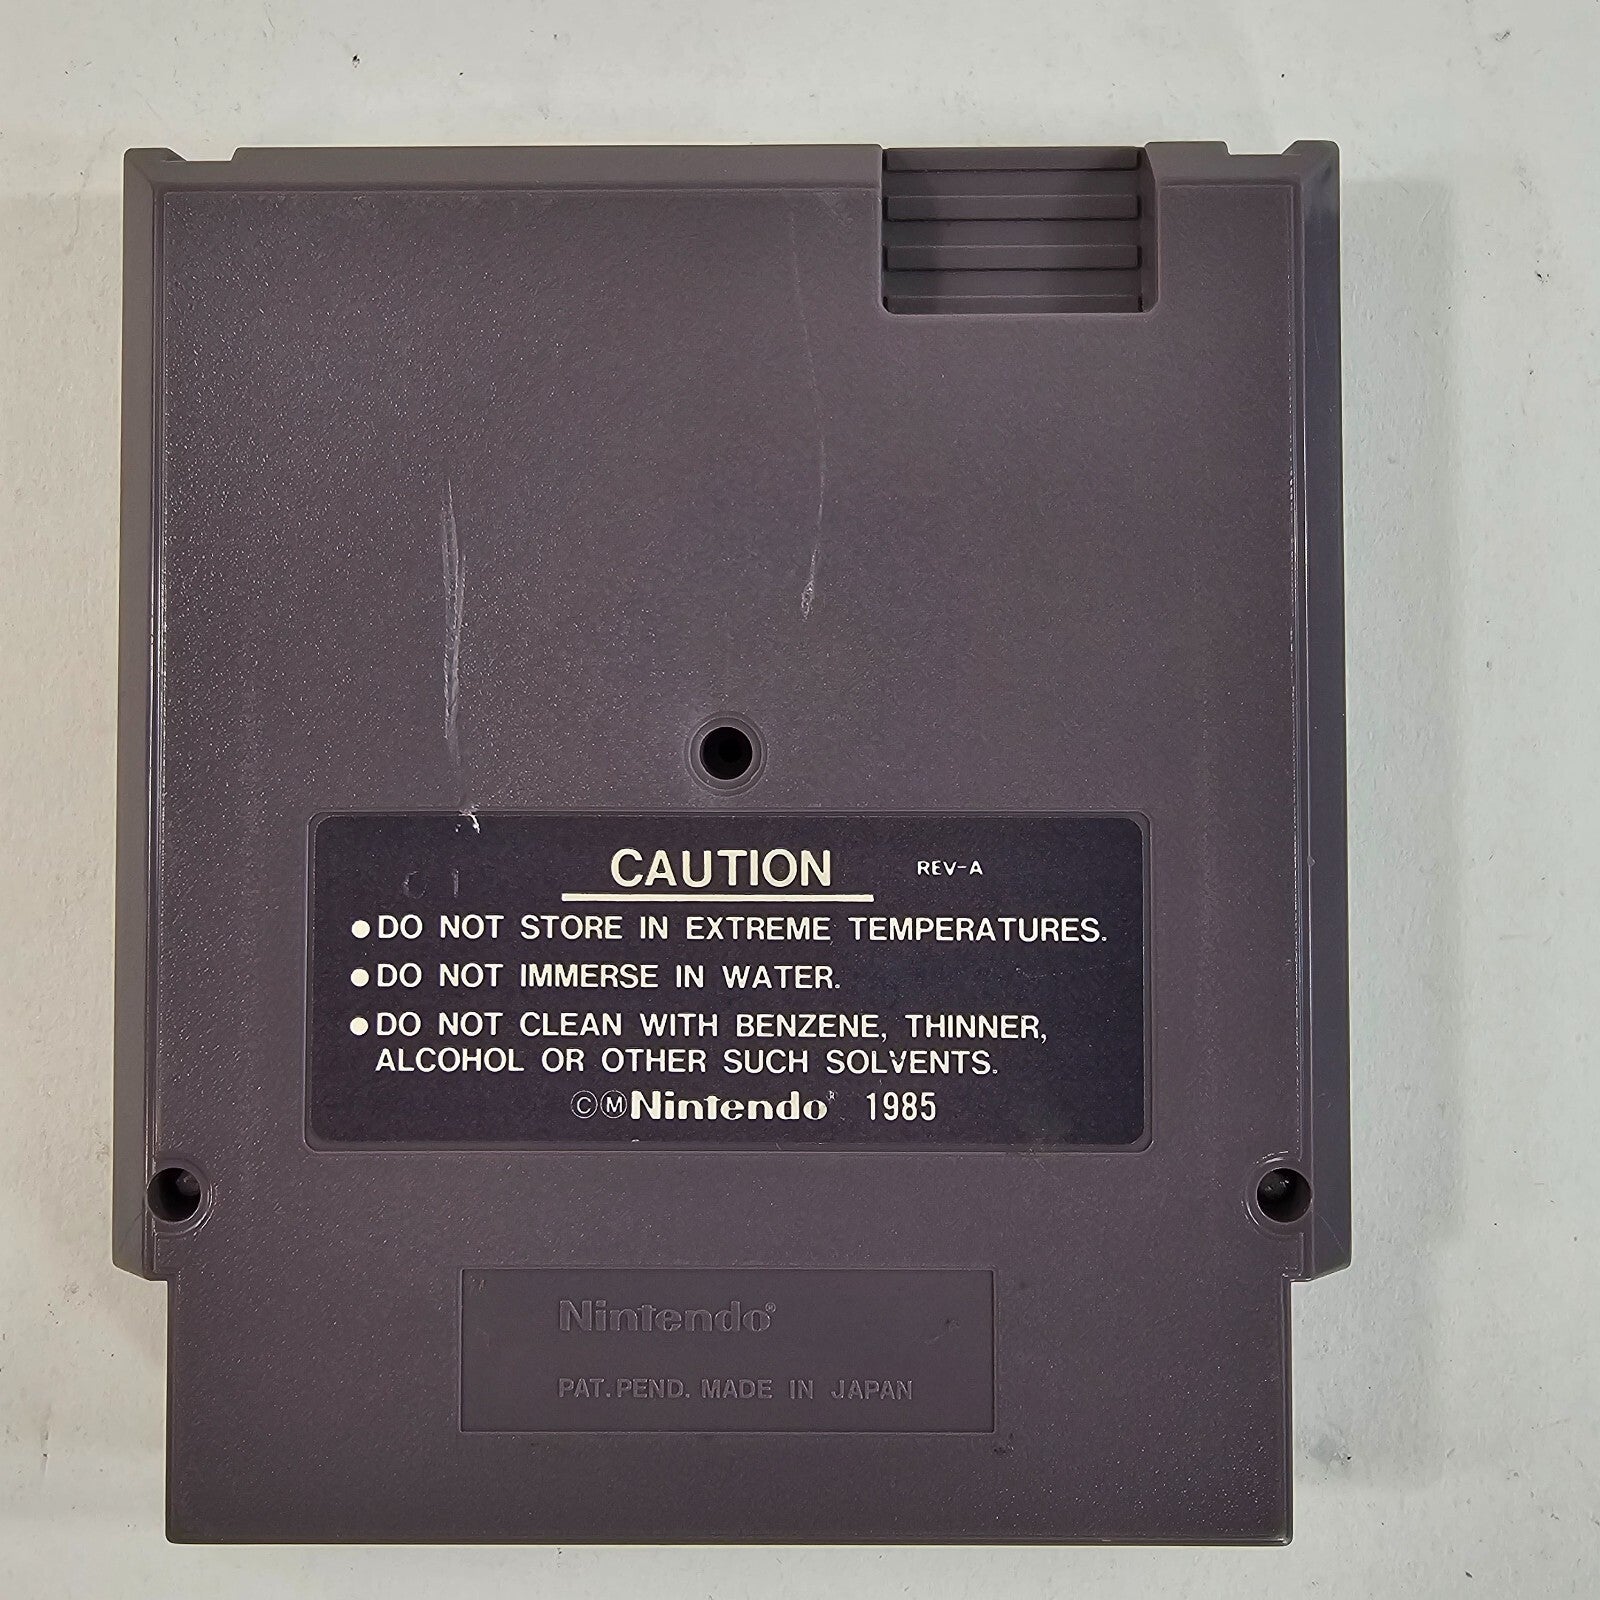 CAUTION REV-A
●DO NOT STORE IN EXTREME TEMPERATURES.
●DO NOT IMMERSE IN WATER.
●DO NOT CLEAN WITH BENZENE, THINNER,
ALCOHOL OR OTHER SUCH SOLVENTS.
ⒸⓂNintendo® 1985
Nintendo®
PAT. PEND. MADE IN JAPAN